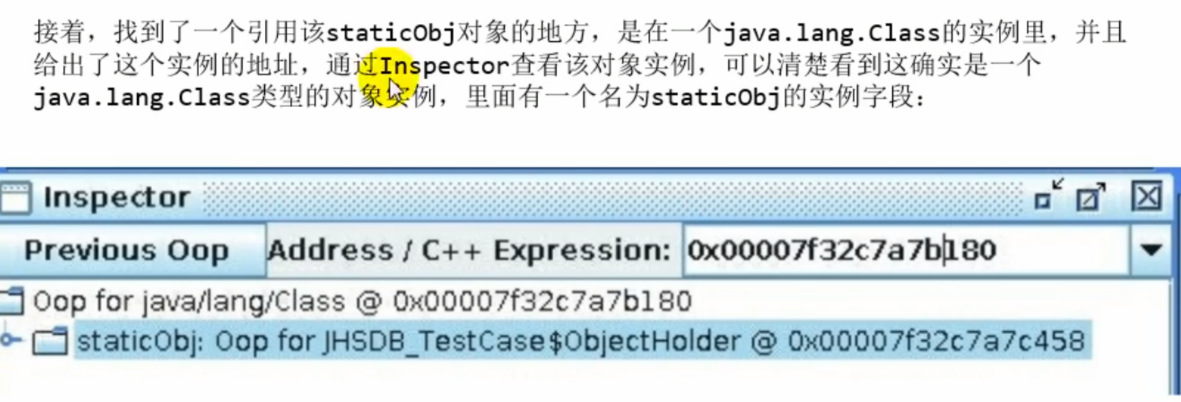 接着，找到了一个引用该staticObj对象的地方，是在一个java.lang.Class的实例里，并且
给出了这个实例的地址，通过Inspector查看该对象实例，可以清楚看到这确实是一个
java.lang.Class类型的对象实例，里面有一个名为staticObj的实例字段：
Inspector
Previous Oop Address / C++ Expression: 0x00007f32c7a7b180
Oop for java/lang/Class @ 0x00007f32c7a7b180
staticObj: Oop for JHSDB_TestCase$ObjectHolder @ 0x00007f32c7a7c458